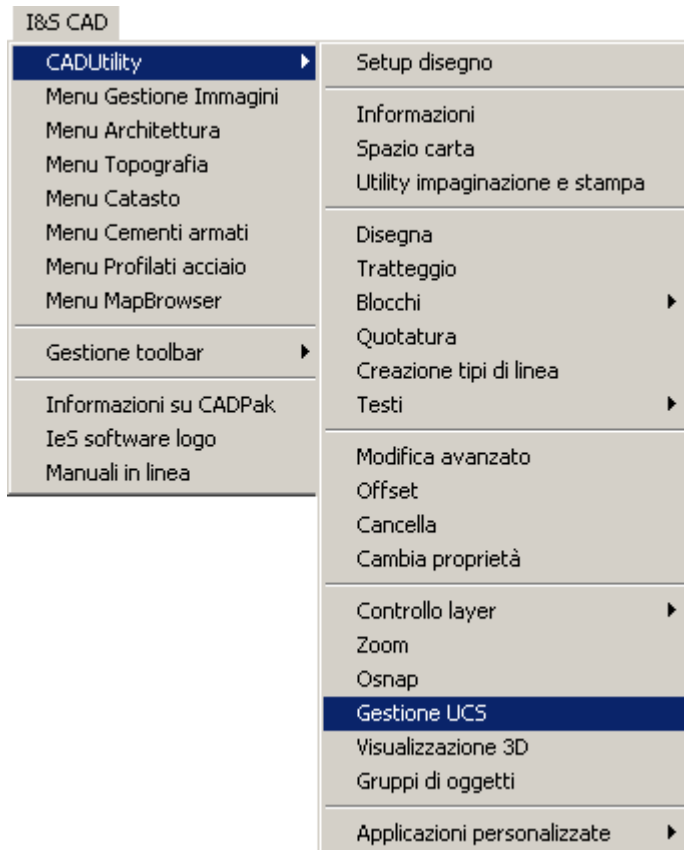 I&S CAD
CADUtility
Menu Gestione Immagini
Menu Architettura
Menu Topografia
Menu Catasto
Menu Cementi armati
Menu Profilati acciaio
Menu MapBrowser
Gestione toolbar
Informazioni su CADPak
IeS software logo
Manuali in linea
Setup disegno
Informazioni
Spazio carta
Utility impaginazione e stampa
Disegna
Tratteggio
Blocchi
Quotatura
Creazione tipi di linea
Testi
Modifica avanzato
Offset
Cancella
Cambia proprietà
Controllo layer
Zoom
Osnap
Gestione UCS
Visualizzazione 3D
Gruppi di oggetti
Applicazioni personalizzate